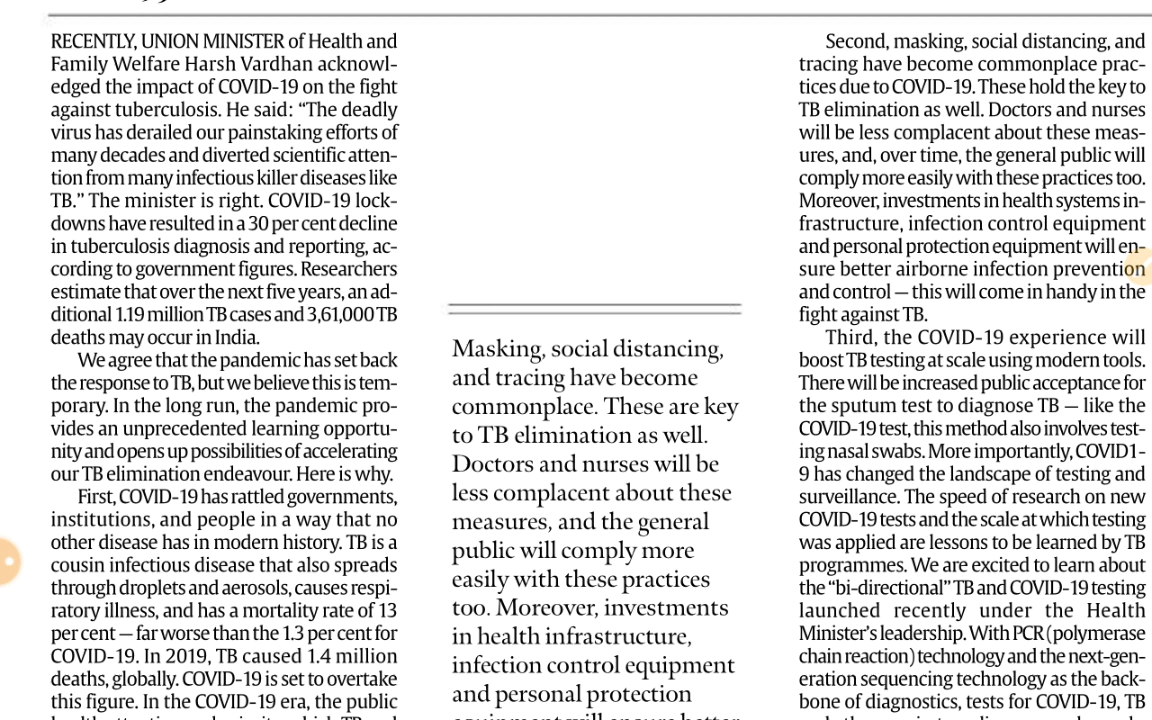 RECENTLY, UNION MINISTER of Health and
Family Welfare Harsh Vardhan acknowl-
edged the impact of COVID-19 on the fight
against tuberculosis. He said: “The deadly
virus has derailed our painstaking efforts of
many decades and diverted scientific atten-
tion from many infectious killer diseases like
TB.” The minister is right. COVID-19 lock-
downs have resulted in a 30 per cent decline
in tuberculosis diagnosis and reporting, ac-
cording to government figures. Researchers
estimate that over the next five years, an ad-
ditional 1.19 million TB cases and 3,61,000 TB
deaths may occur in India.
We agree that the pandemic has set back
the response to TB, but we believe this is tem-
porary. In the long run, the pandemic pro-
vides an unprecedented learning opportu-
nity and opens up possibilities of accelerating
our TB elimination endeavour. Here is why.
First, COVID-19 has rattled governments,
institutions, and people in a way that no
other disease has in modern history. TB is a
cousin infectious disease that also spreads
through droplets and aerosols, causes respi-
ratory illness, and has a mortality rate of 13
per cent — far worse than the 1.3 per cent for
COVID-19. In 2019, TB caused 1.4 million
deaths, globally. COVID-19 is set to overtake
this figure. In the COVID-19 era, the public
Masking, social distancing,
and tracing have become
commonplace. These are key
to TB elimination as well.
Doctors and nurses will be
less complacent about these
measures, and the general
public will comply more
easily with these practices
too. Moreover, investments
in health infrastructure,
infection control equipment
and personal protection
equipment will ensure better
Second, masking, social distancing, and
tracing have become commonplace prac-
tices due to COVID-19. These hold the key to
TB elimination as well. Doctors and nurses
will be less complacent about these meas-
ures, and, over time, the general public will
comply more easily with these practices too.
Moreover, investments in health systems in-
frastructure, infection control equipment
and personal protection equipment will en-
sure better airborne infection prevention
and control — this will come in handy in the
fight against TB.
Third, the COVID-19 experience will
boost TB testing at scale using modern tools.
There will be increased public acceptance for
the sputum test to diagnose TB — like the
COVID-19 test, this method also involves test-
ing nasal swabs. More importantly, COVID1-
9 has changed the landscape of testing and
surveillance. The speed of research on new
COVID-19 tests and the scale at which testing
was applied are lessons to be learned by TB
programmes. We are excited to learn about
the “bi-directional” TB and COVID-19 testing
launched recently under the Health
Minister’s leadership. With PCR (polymerase
chain reaction) technology and the next-gen-
eration sequencing technology as the back-
bone of diagnostics, tests for COVID-19, TB